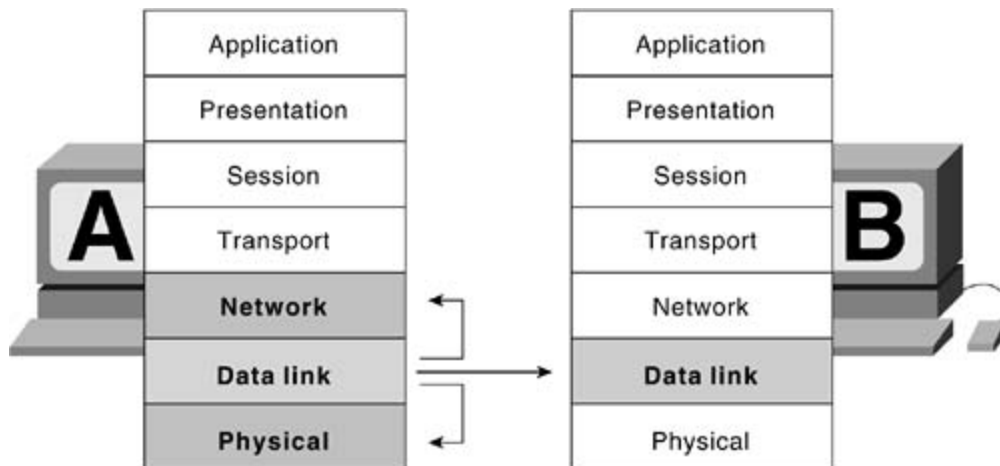 Application
Presentation
Session
Transport
Network
Data link
Physical
A
Application
Presentation
Session
Transport
Network
Data link
Physical
B